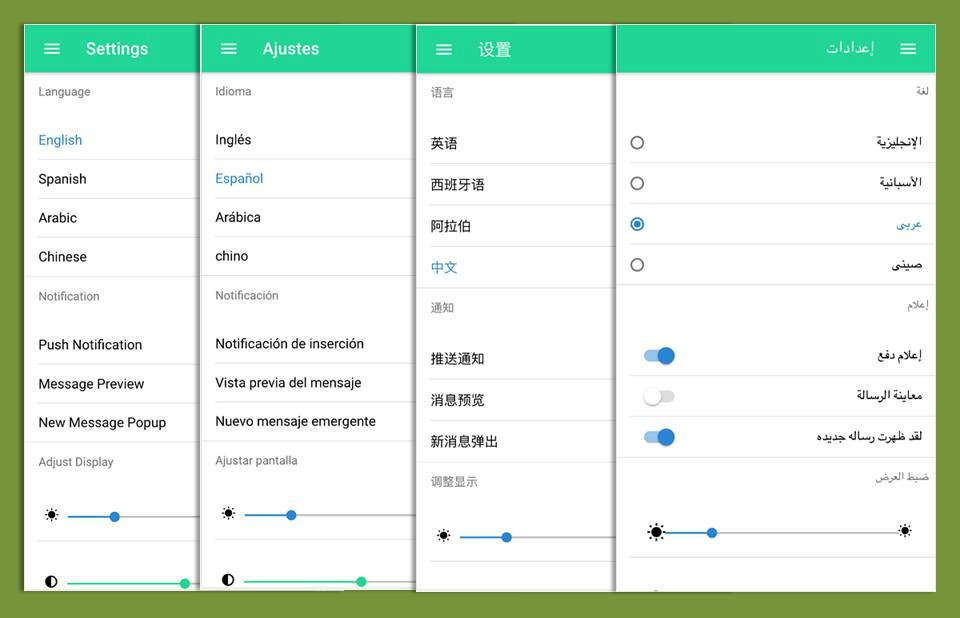 Settings
Language
English
Spanish
Arabic
Chinese
Notification
Push Notification
Message Preview
New Message Popup
Adjust Display
Ajustes
Idioma
Inglés
Español
Arábica
chino
Notificación
Notificación de inserción
Vista previa del mensaje
Nuevo mensaje emergente
Ajustar pantalla
设置
语言
英语
西班牙语
阿拉伯
中文
通知
推送通知
消息预览
新消息弹出
调整显示
إعدادات
لغة
الإنجليزية
الأسبانية
عربى
صينى
إعلام
إعلام دفع
معاينة الرسالة
لقد ظهرت رساله جديده
ضبط العرض